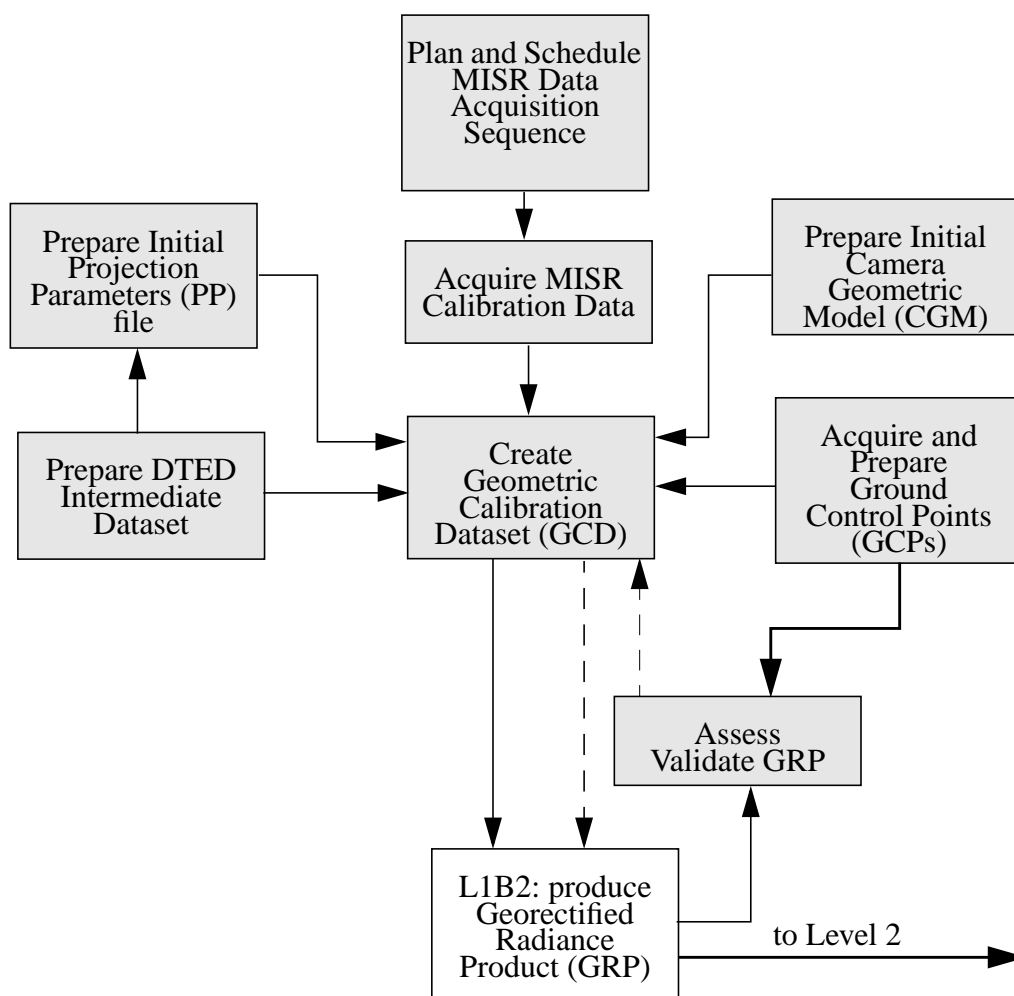 Plan and Schedule
MISR Data
Acquisition
Sequence
Prepare Initial
Projection
Parameters (PP)
file
Acquire MISR
Calibration Data
Prepare Initial
Camera
Geometric
Model (CGM)
Prepare DTED
Intermediate
Dataset
Create
Geometric
Calibration
Dataset (GCD)
Acquire and
Prepare
Ground
Control Points
(GCPs)
Assess
Validate GRP
L1B2: produce
Georectified
Radiance
Product (GRP)
to Level 2